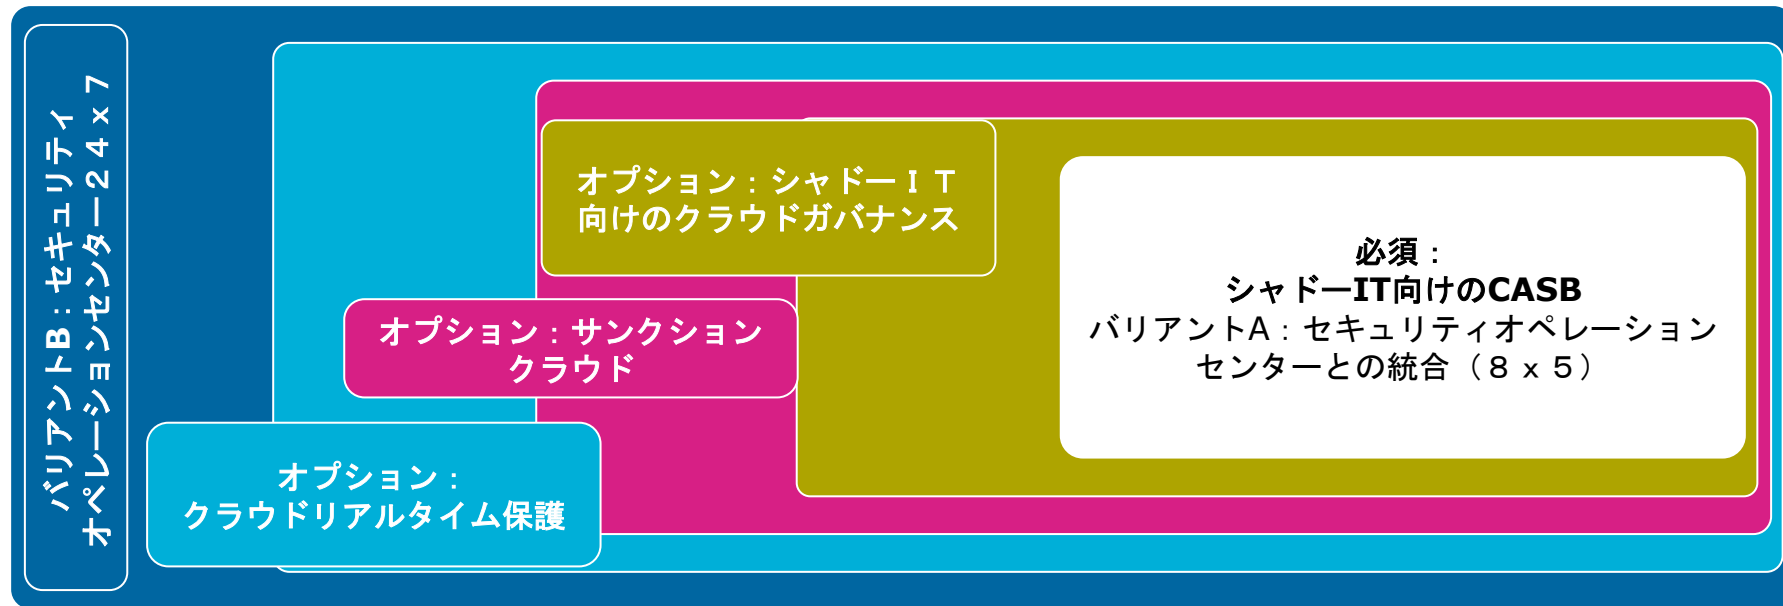 バリアントB：セキュリティ
オペレーションセンター２４ｘ７
オプション：シャドーＩＴ
向けのクラウドガバナンス
オプション：サンクション
クラウド
オプション：
クラウドリアルタイム保護
必須：
シャドーIT向けのCASB
バリアントA：セキュリティオペレーション
センターとの統合（８ｘ５）